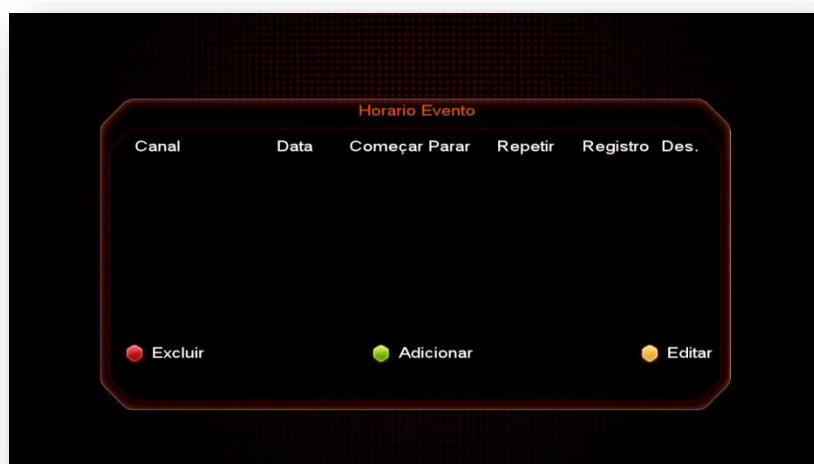 Horario Evento
Canal Data Começar Parar Repetir Registro Des.
Excluir Adicionar Editar